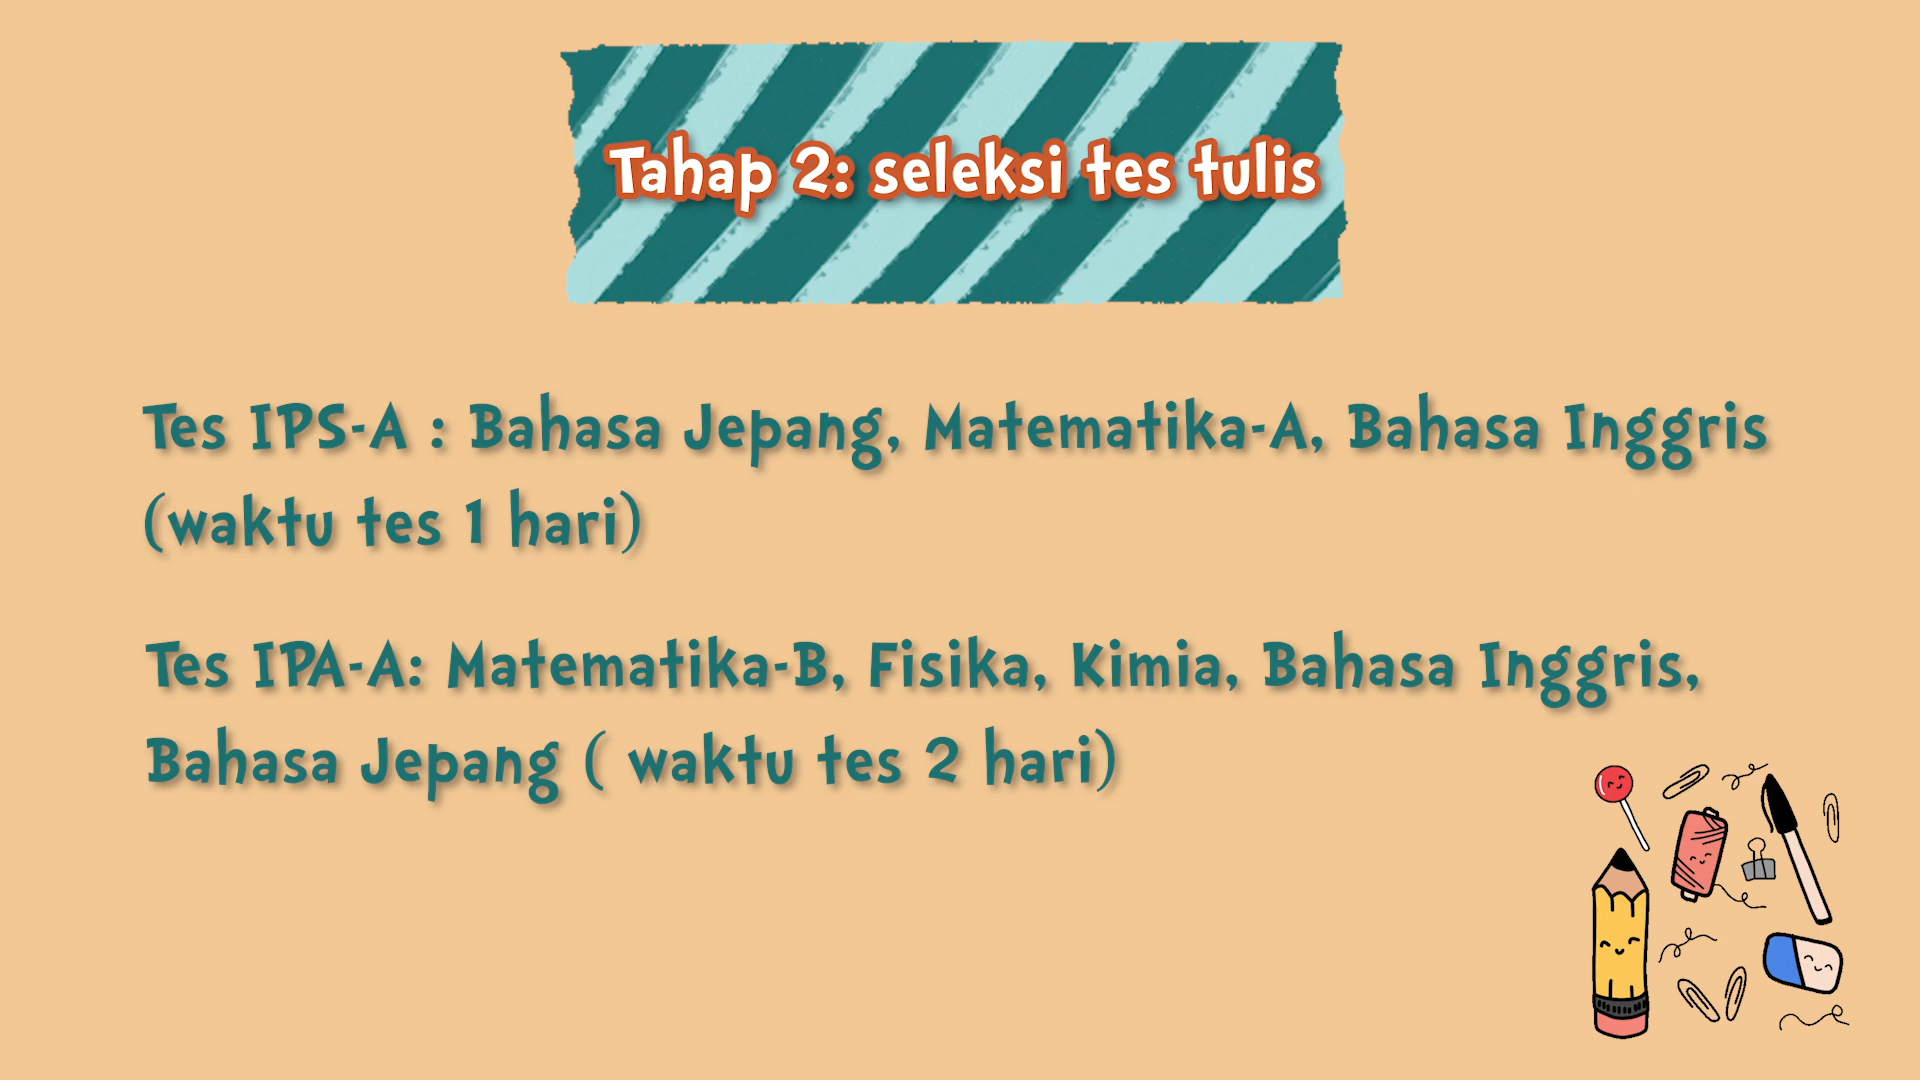 Tahap 2: seleksi tes tulis
Tes IPS-A : Bahasa Jepang, Matematika-A, Bahasa Inggris
(waktu tes 1 hari)
Tes IPA-A: Matematika-B, Fisika, Kimia, Bahasa Inggris,
Bahasa Jepang ( waktu tes 2 hari)